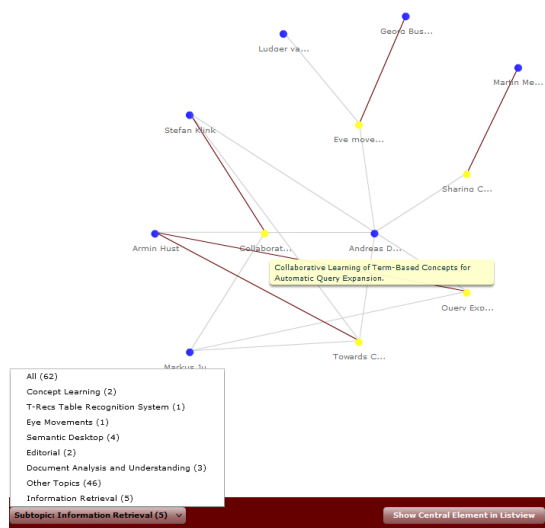 Georg Bus...
Ludger va...
Martin Me...
Stefan Klink
Eye move...
Sharing C...
Armin Hust
Collaborat...
Andreas D...
Collaborative Learning of Term-Based Concepts for
Automatic Query Expansion.
Query Exp...
Towards C...
Markus Ju...
All (62)
Concept Learning (2)
T-Recs Table Recognition System (1)
Eye Movements (1)
Semantic Desktop (4)
Editorial (2)
Document Analysis and Understanding (3)
Other Topics (46)
Information Retrieval (5)
Subtopic: Information Retrieval (5)
Show Central Element in Listview